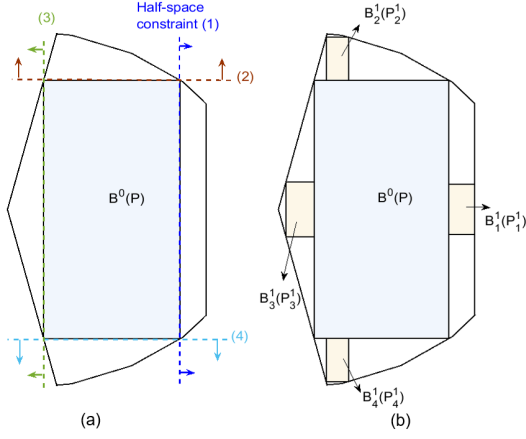 Half-space
(3)
constraint (1)
(2)
B⁰(P)
(4)
(a)
B¹₂(P¹₂)
B⁰(P)
B¹₁(P¹₁)
B¹₃(P¹₃)
B¹₄(P¹₄)
(b)